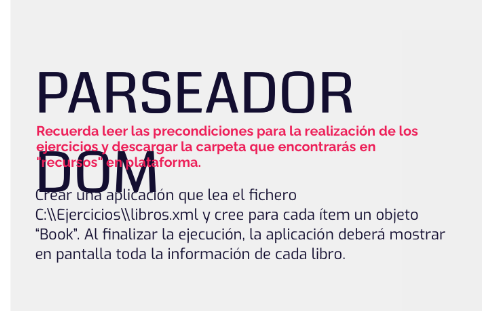 PARSEADOR
DOM
Recuerda leer las precondiciones para la realización de los
ejercicios y descargar la carpeta que encontrarás en
"recursos" en plataforma.
Crear una aplicación que lea el fichero
C:\\Ejercicios\\libros.xml y cree para cada ítem un objeto
“Book”. Al finalizar la ejecución, la aplicación deberá mostrar
en pantalla toda la información de cada libro.